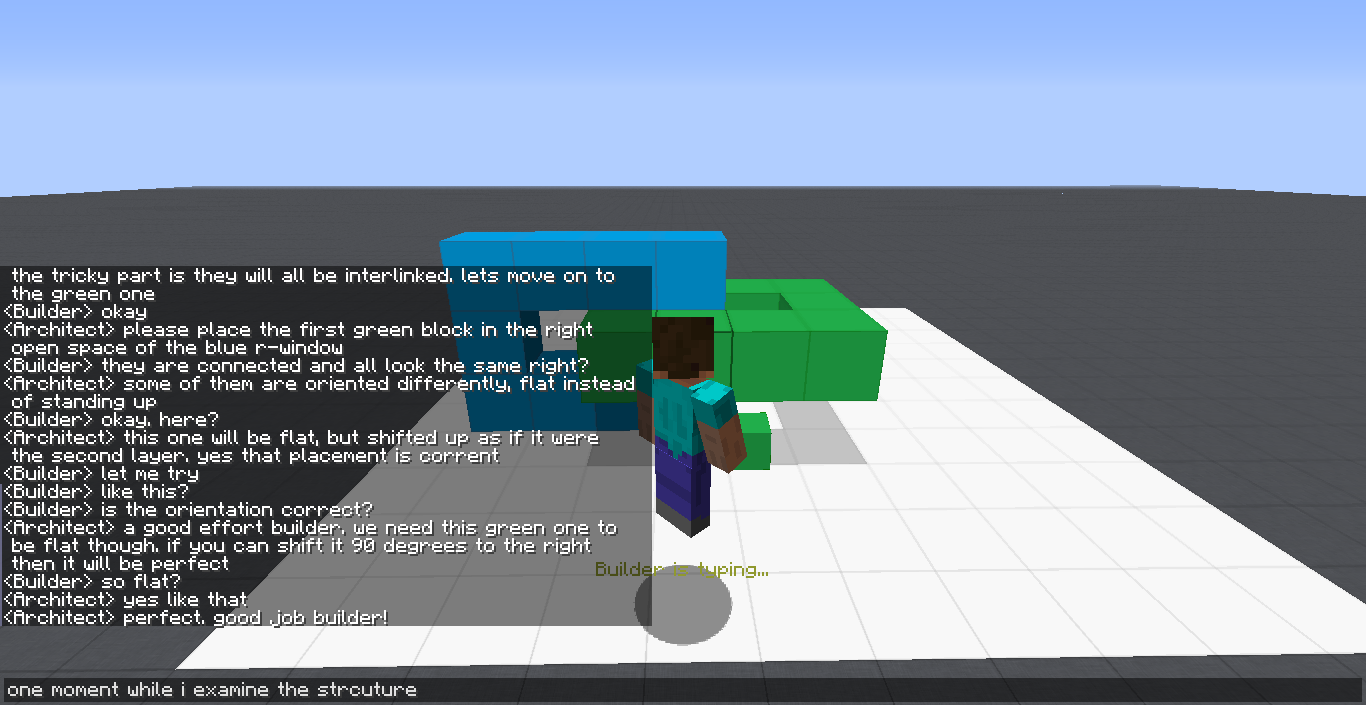 the tricky part is they will all be interlinked. lets move on to
the green one
<Builder> okay
<Architect> please place the first green block in the right
open space of the blue r-window
<Builder> they are connected and all look the same right?
<Architect> some of them are oriented differently, flat instead
of standing up
<Builder> okay. here?
<Architect> this one will be flat, but shifted up as if it were
the second layer. yes that placement is corrent
<Builder> let me try
<Builder> like this?
<Builder> is the orientation correct?
<Architect> a good effort builder. we need this green one to
be flat though. if you can shift it 90 degrees to the right
then it will be perfect
<Builder> so flat?
<Architect> yes like that
<Architect> perfect. good job builder!
Builder is typing...
one moment while i examine the strcuture